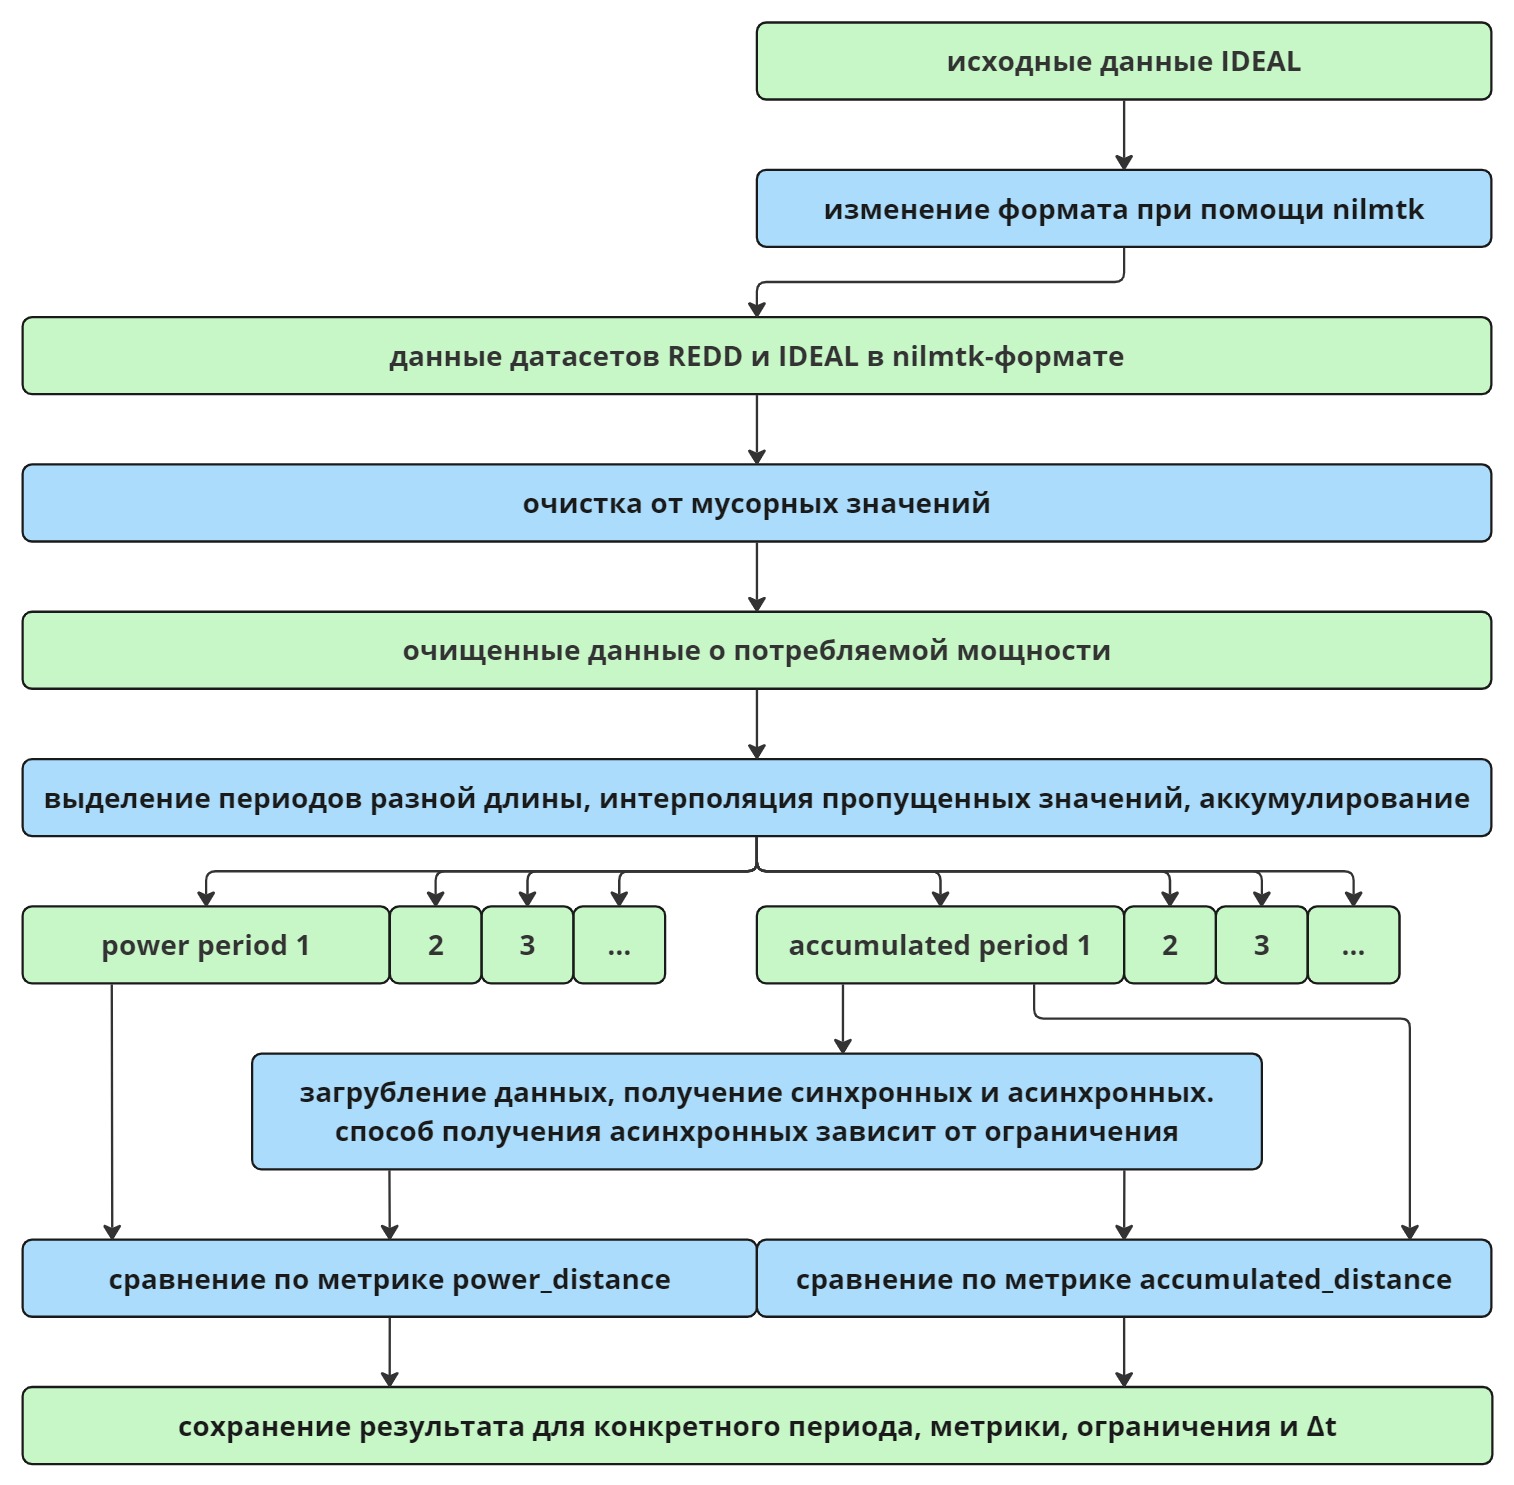 исходные данные IDEAL
изменение формата при помощи nilmtk
данные датасетов REDD и IDEAL в nilmtk-формате
очистка от мусорных значений
очищенные данные о потребляемой мощности
выделение периодов разной длины, интерполяция пропущенных значений, аккумулирование
power period 1 2 3 ... accumulated period 1 2 3 ...
загрубление данных, получение синхронных и асинхронных.
способ получения асинхронных зависит от ограничения
сравнение по метрике power_distance сравнение по метрике accumulated_distance
сохранение результата для конкретного периода, метрики, ограничения и Δt